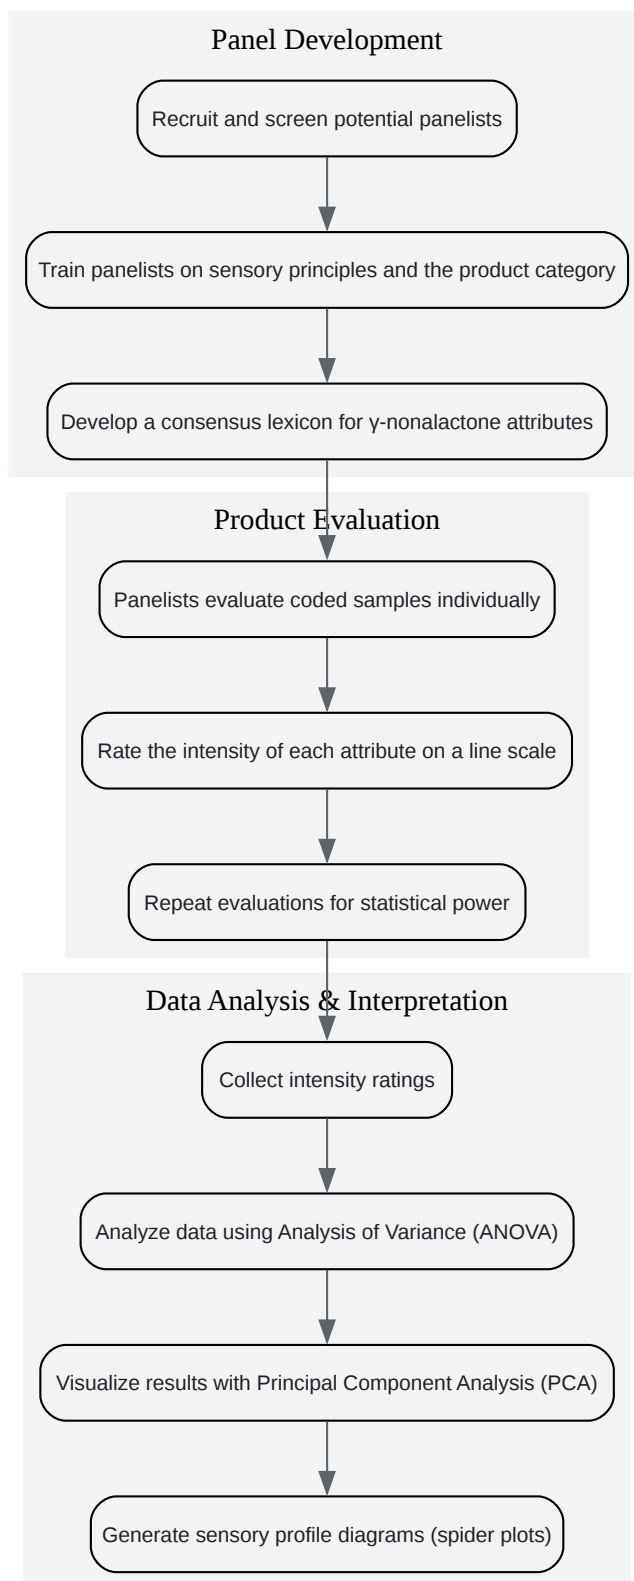 Panel Development
Recruit and screen potential panelists
Train panelists on sensory principles and the product category
Develop a consensus lexicon for γ-nonalactone attributes
Product Evaluation
Panelists evaluate coded samples individually
Rate the intensity of each attribute on a line scale
Repeat evaluations for statistical power
Data Analysis & Interpretation
Collect intensity ratings
Analyze data using Analysis of Variance (ANOVA)
Visualize results with Principal Component Analysis (PCA)
Generate sensory profile diagrams (spider plots)